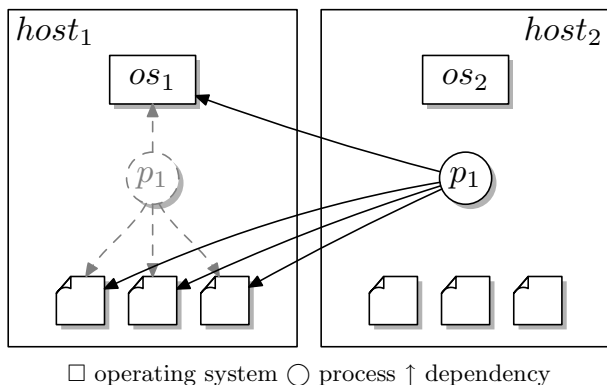 host₁
host₂
os₁
os₂
p₁
p₁
□ operating system ○ process ↑ dependency